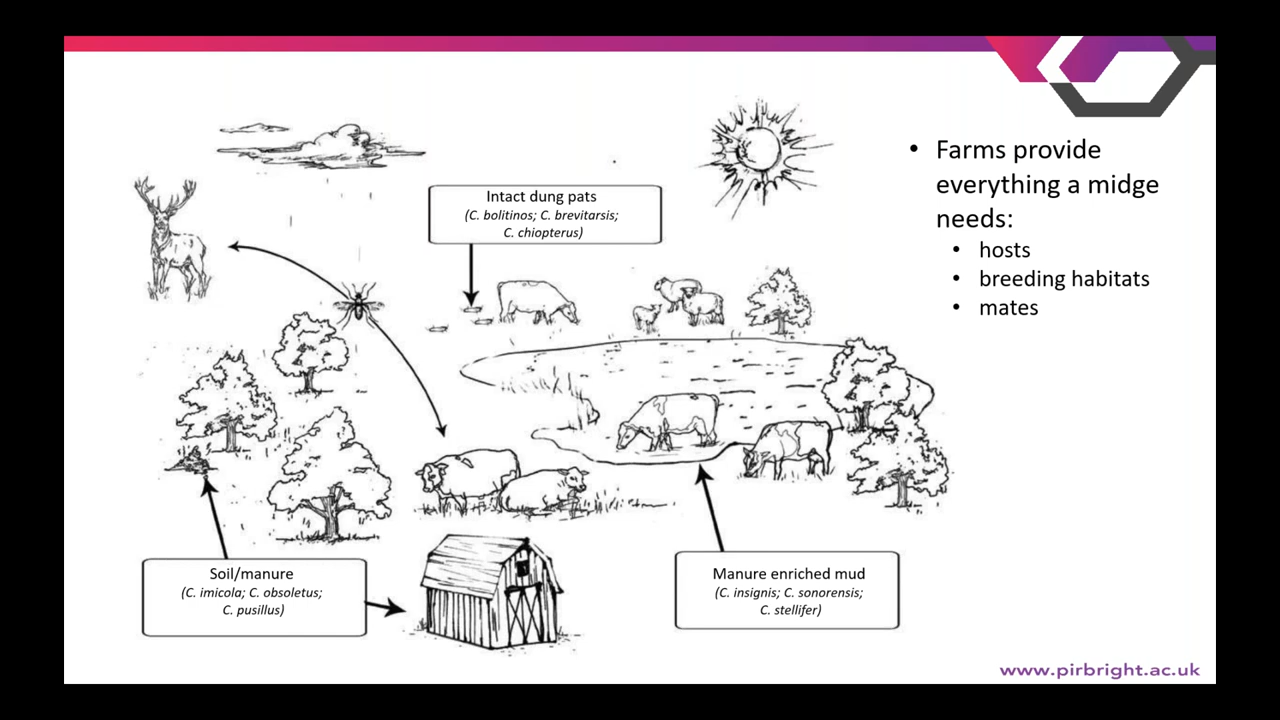 Intact dung pats
(C. bolitinos; C. brevitarsis;
C. chiopterus)
Soil/manure
(C. imicola; C. obsoletus;
C. pusillus)
Manure enriched mud
(C. insignis; C. sonorensis;
C. stellifer)
• Farms provide
everything a midge
needs:
• hosts
• breeding habitats
• mates
www.pirbright.ac.uk